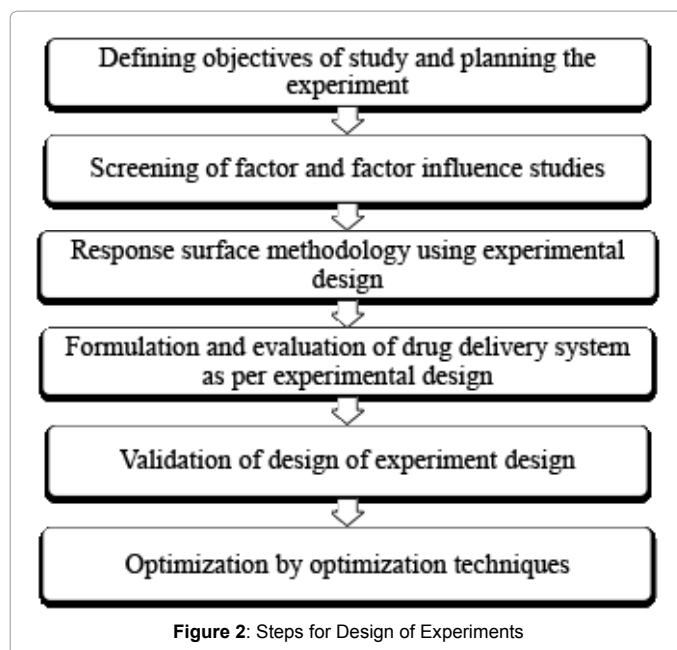 Defining objectives of study and planning the
experiment
Screening of factor and factor influence studies
Response surface methodology using experimental
design
Formulation and evaluation of drug delivery system
as per experimental design
Validation of design of experiment design
Optimization by optimization techniques
Figure 2: Steps for Design of Experiments